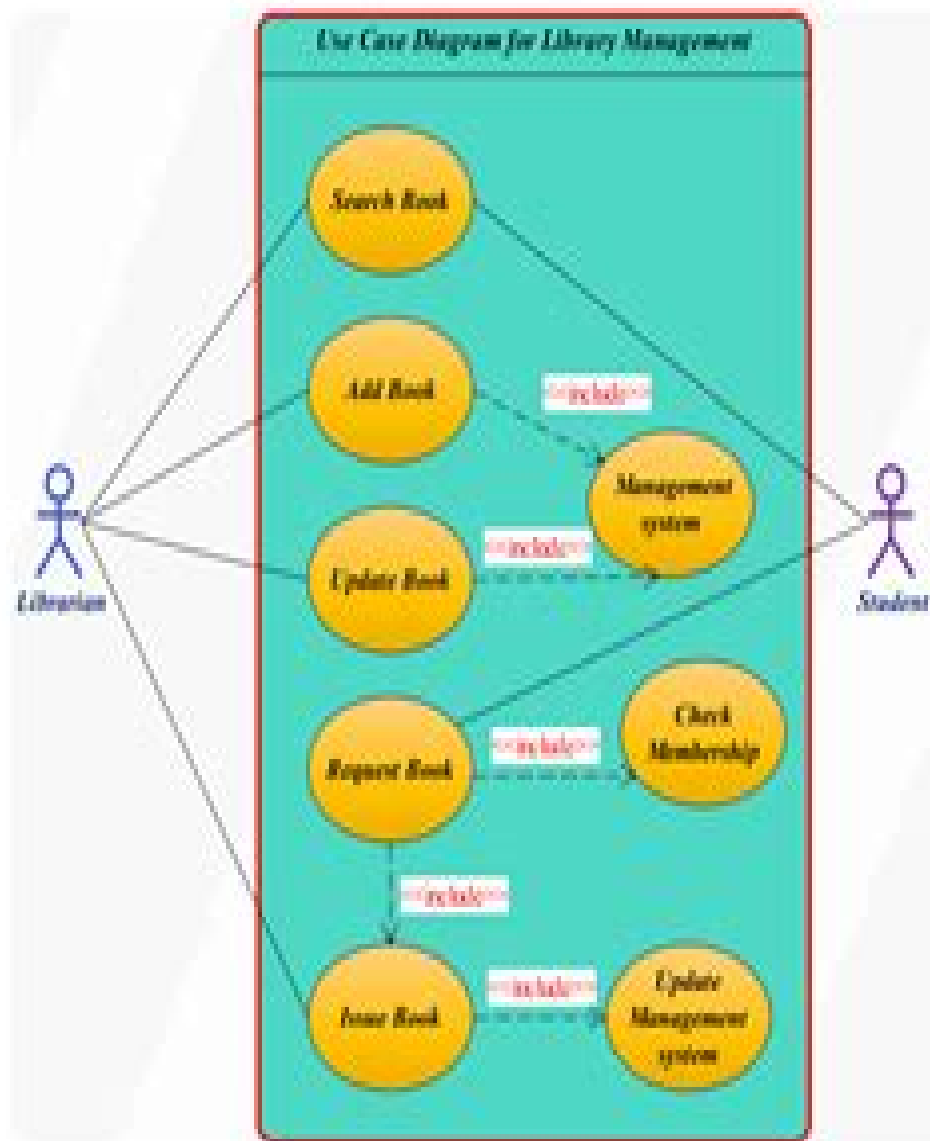 Use Case Diagram for Library Management
Search Book
Add Book
<<include>>
Management
system
<<include>>
Update Book
Librarian
Student
Check
Membership
<<include>>
Request Book
<<include>>
Issue Book
<<include>>
Update
Management
system